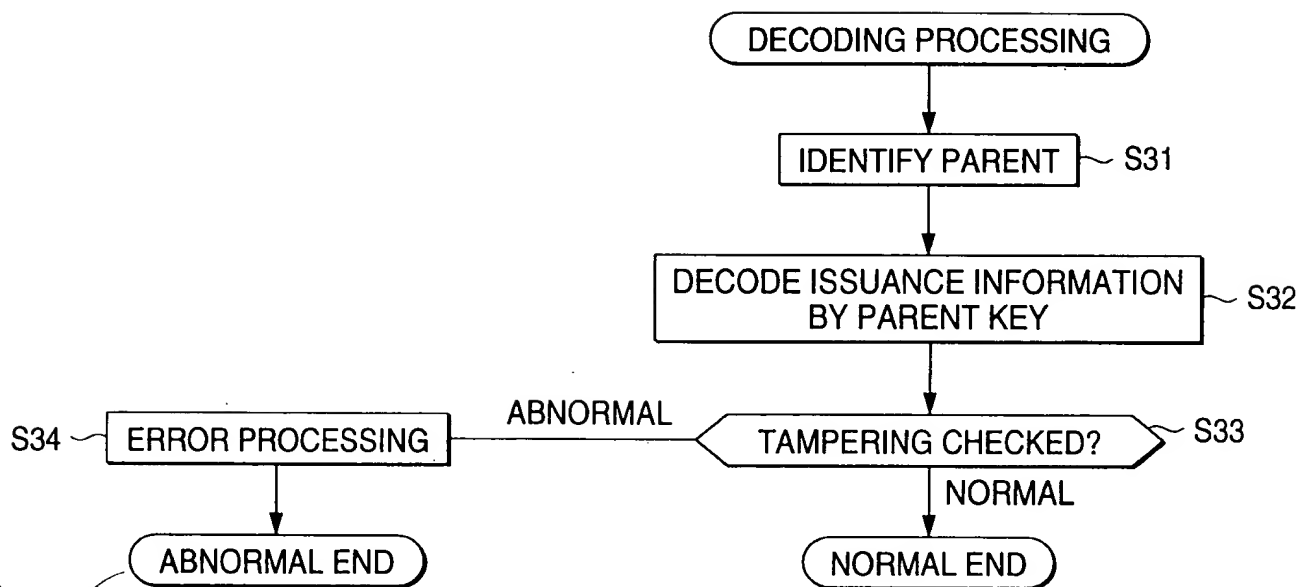 DECODING PROCESSING
IDENTIFY PARENT
S31
DECODE ISSUANCE INFORMATION
BY PARENT KEY
S32
TAMPERING CHECKED?
S33
ABNORMAL
S34
ERROR PROCESSING
NORMAL
ABNORMAL END
NORMAL END